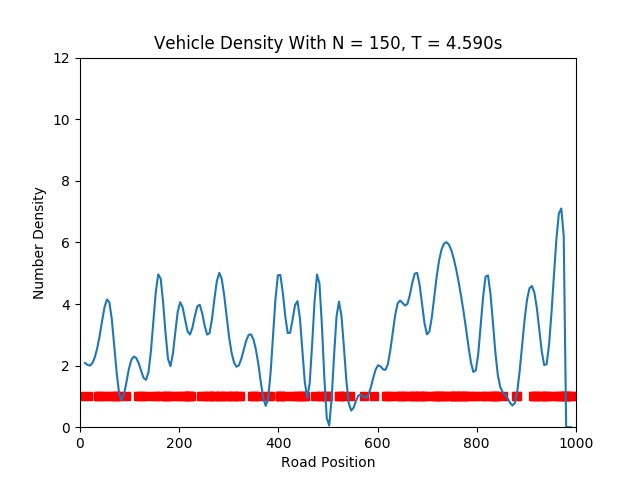 Vehicle Density With N = 150, T = 4.590s
12
10
8
6
4
2
0
Number Density
0 200 400 600 800 1000
Road Position